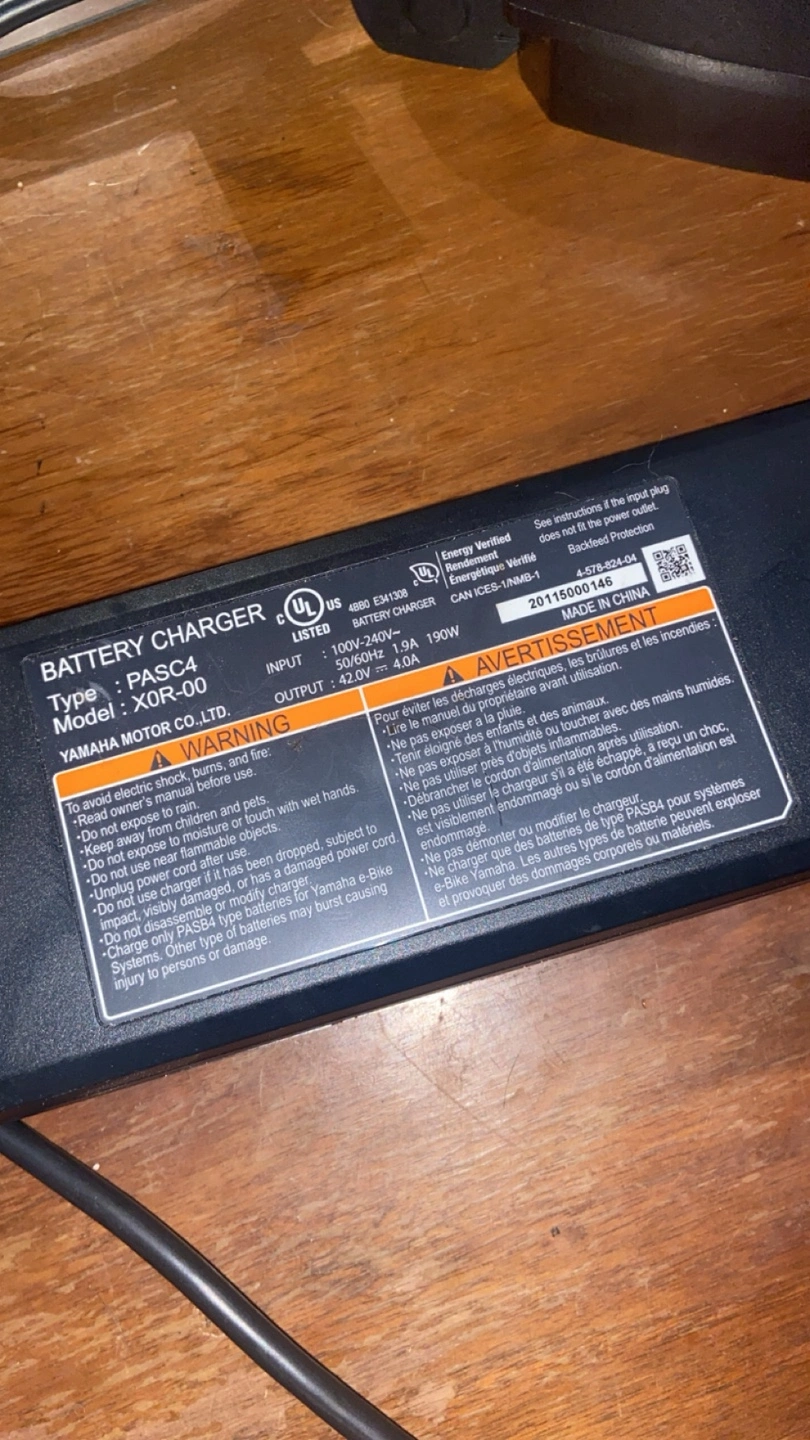 BATTERY CHARGER
Type : PASC4
Model : X0R-00
YAMAHA MOTOR CO.,LTD.
C UL US
LISTED
4BB0 E341308
BATTERY CHARGER
INPUT : 100V-240V~
50/60Hz 1.9A 190W
OUTPUT : 42.0V ⎓ 4.0A
UL
Energy Verified
Rendement
Énergétique Vérifié
CAN ICES-1/NMB-1
See instructions if the input plug
does not fit the power outlet.
Backfeed Protection
4-578-824-04
20115000146
MADE IN CHINA
WARNING
To avoid electric shock, burns, and fire:
•Read owner's manual before use.
•Do not expose to rain.
•Keep away from children and pets.
•Do not expose to moisture or touch with wet hands.
•Do not use near flammable objects.
•Unplug power cord after use.
•Do not use charger if it has been dropped, subject to
impact, visibly damaged, or has a damaged power cord.
•Do not disassemble or modify charger.
•Charge only PASB4 type batteries for Yamaha e-Bike
Systems. Other type of batteries may burst causing
injury to persons or damage.
AVERTISSEMENT
Pour éviter les décharges électriques, les brûlures et les incendies :
•Lire le manuel du propriétaire avant utilisation.
•Ne pas exposer à la pluie.
•Tenir éloigné des enfants et des animaux.
•Ne pas exposer à l'humidité ou toucher avec des mains humides.
•Ne pas utiliser près d'objets inflammables.
•Débrancher le cordon d'alimentation après utilisation.
•Ne pas utiliser le chargeur s'il a été échappé, a reçu un choc,
est visiblement endommagé ou si le cordon d'alimentation est
endommagé.
•Ne pas démonter ou modifier le chargeur.
•Ne charger que des batteries de type PASB4 pour systèmes
e-Bike Yamaha. Les autres types de batterie peuvent exploser
et provoquer des dommages corporels ou matériels.